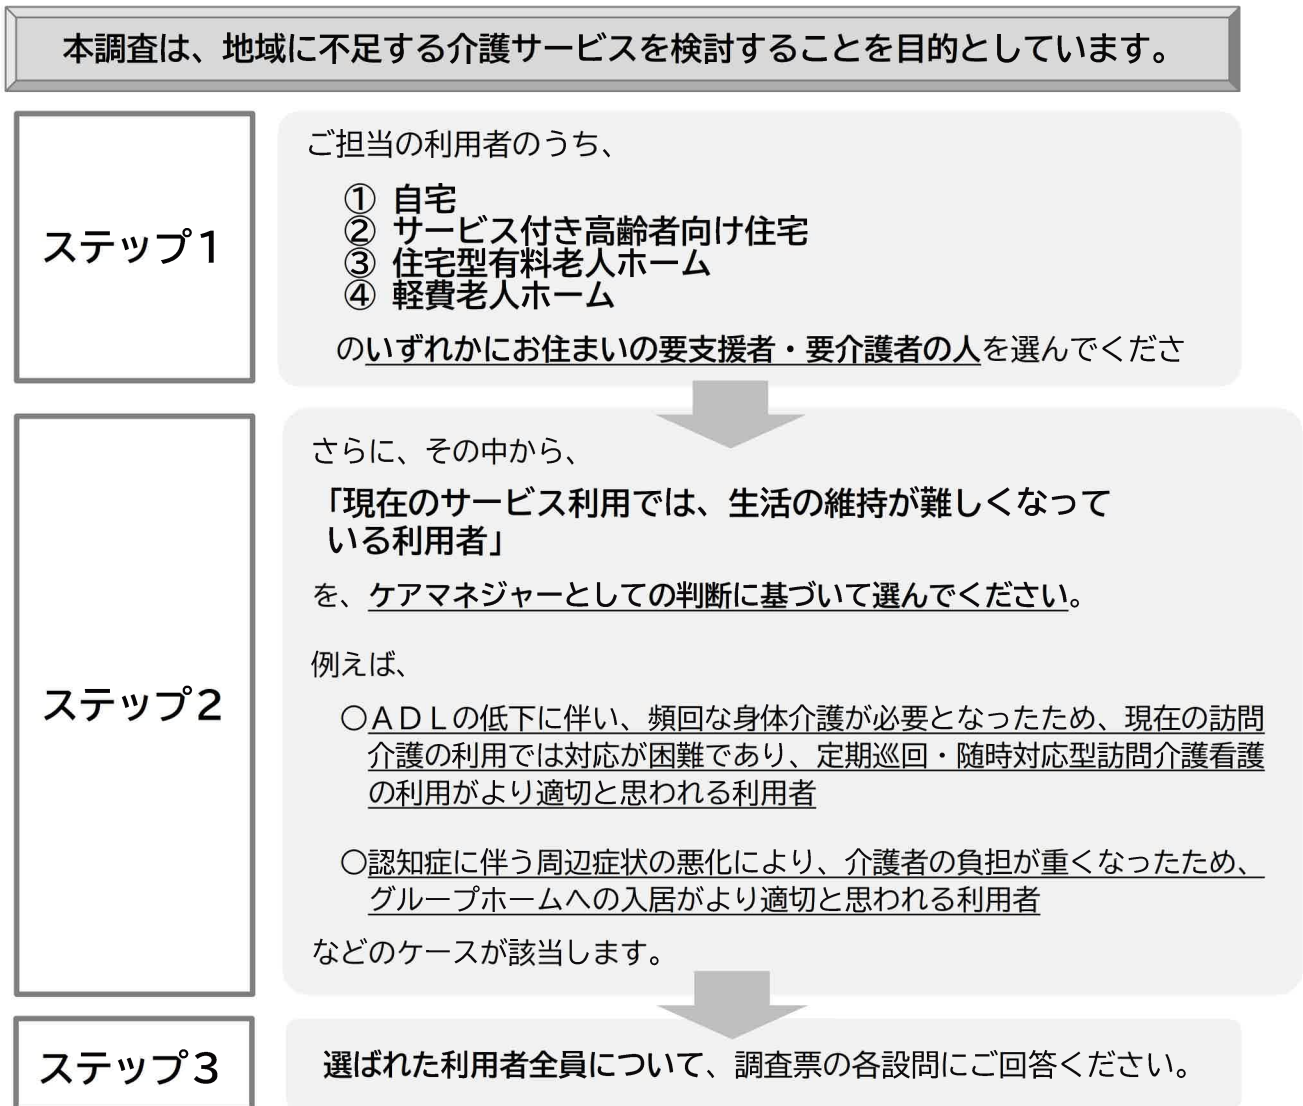 本調査は、地域に不足する介護サービスを検討することを目的としています。
ステップ1
ご担当の利用者のうち、
① 自宅
② サービス付き高齢者向け住宅
③ 住宅型有料老人ホーム
④ 軽費老人ホーム
のいずれかにお住まいの要支援者・要介護者の人を選んでくださ
ステップ2
さらに、その中から、
「現在のサービス利用では、生活の維持が難しくなって
いる利用者」
を、ケアマネジャーとしての判断に基づいて選んでください。
例えば、
○ＡＤＬの低下に伴い、頻回な身体介護が必要となったため、現在の訪問
介護の利用では対応が困難であり、定期巡回・随時対応型訪問介護看護
の利用がより適切と思われる利用者
○認知症に伴う周辺症状の悪化により、介護者の負担が重くなったため、
グループホームへの入居がより適切と思われる利用者
などのケースが該当します。
ステップ3
選ばれた利用者全員について、調査票の各設問にご回答ください。